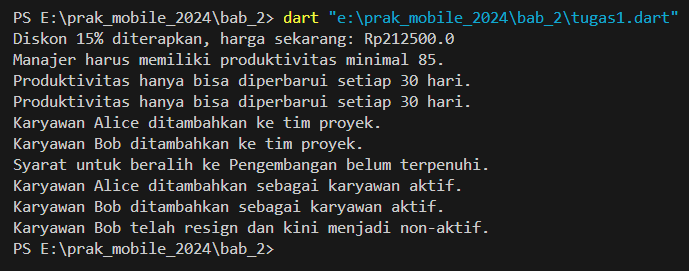 PS E:\prak_mobile_2024\bab_2> dart "e:\prak_mobile_2024\bab_2\tugas1.dart"
Diskon 15% diterapkan, harga sekarang: Rp212500.0
Manajer harus memiliki produktivitas minimal 85.
Produktivitas hanya bisa diperbarui setiap 30 hari.
Produktivitas hanya bisa diperbarui setiap 30 hari.
Karyawan Alice ditambahkan ke tim proyek.
Karyawan Bob ditambahkan ke tim proyek.
Syarat untuk beralih ke Pengembangan belum terpenuhi.
Karyawan Alice ditambahkan sebagai karyawan aktif.
Karyawan Bob ditambahkan sebagai karyawan aktif.
Karyawan Bob telah resign dan kini menjadi non-aktif.
PS E:\prak_mobile_2024\bab_2>